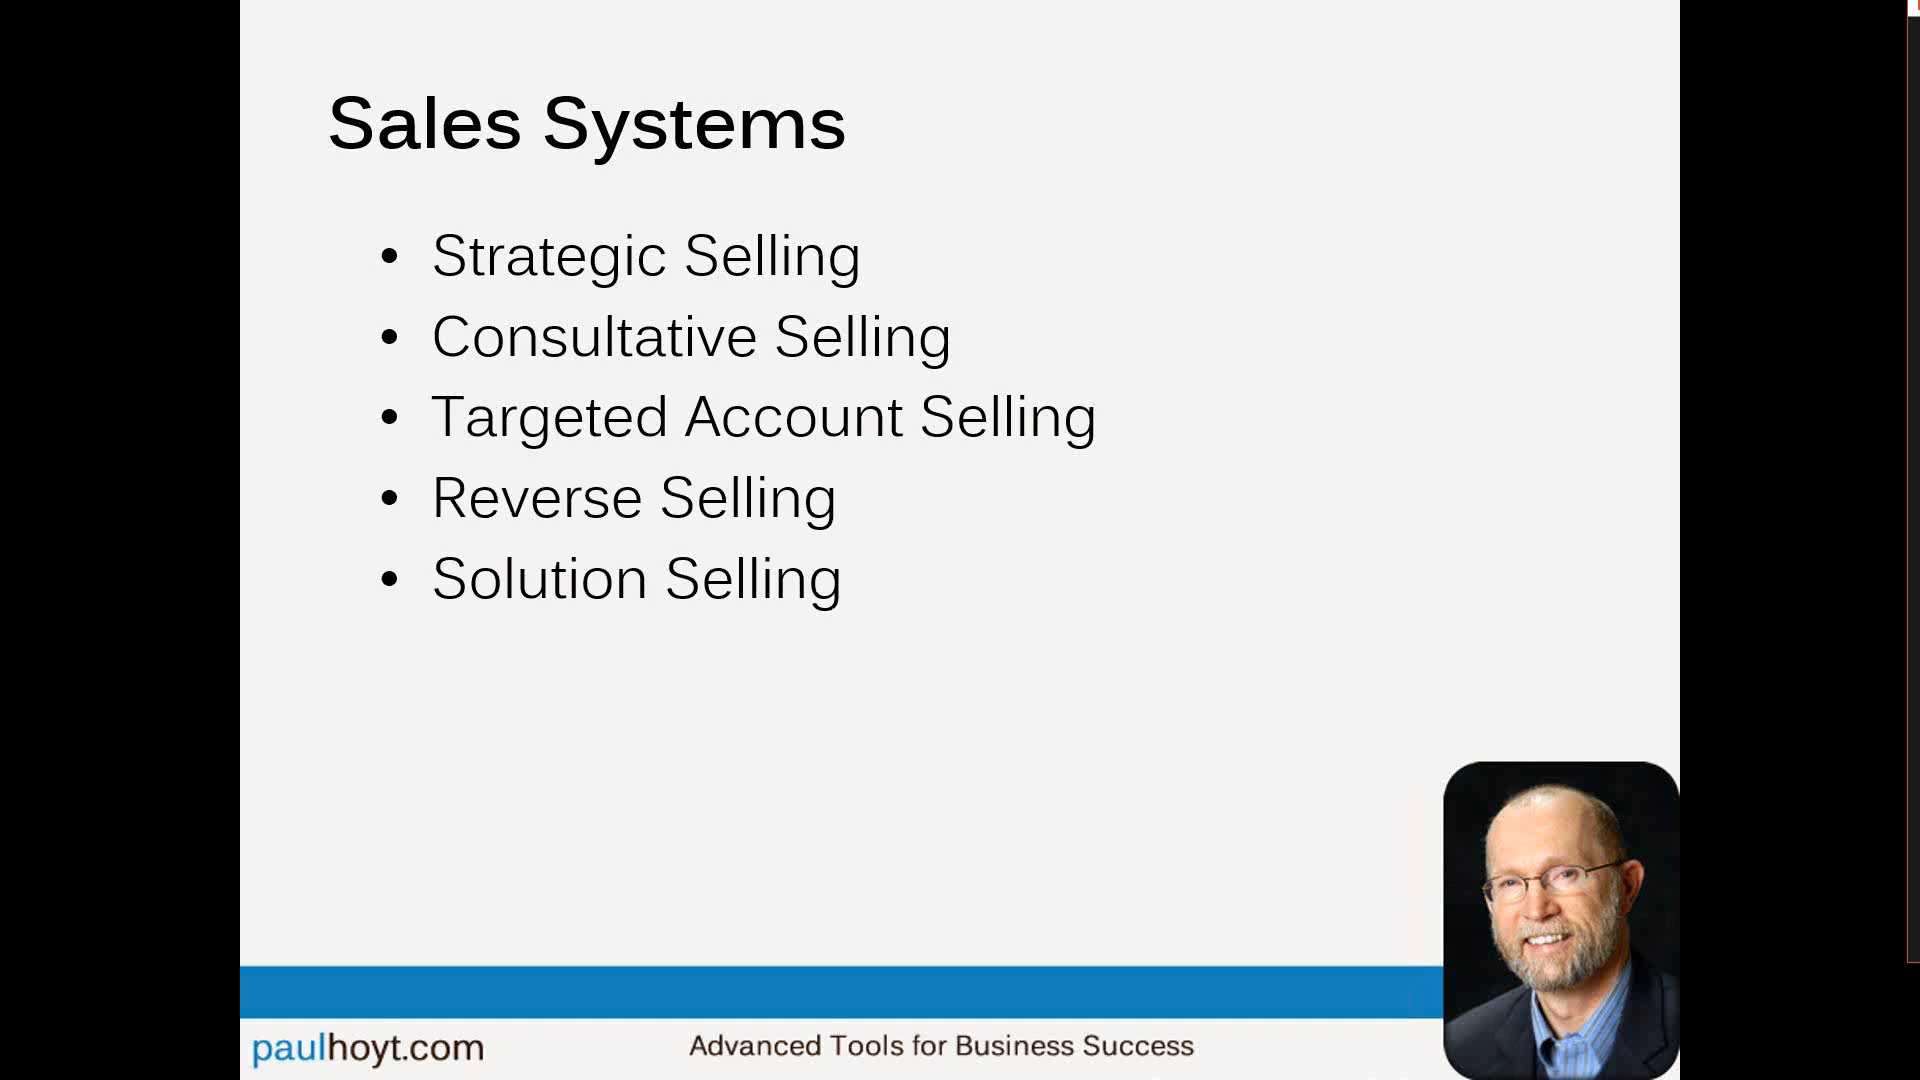 Sales Systems
• Strategic Selling
• Consultative Selling
• Targeted Account Selling
• Reverse Selling
• Solution Selling
paulhoyt.com
Advanced Tools for Business Success